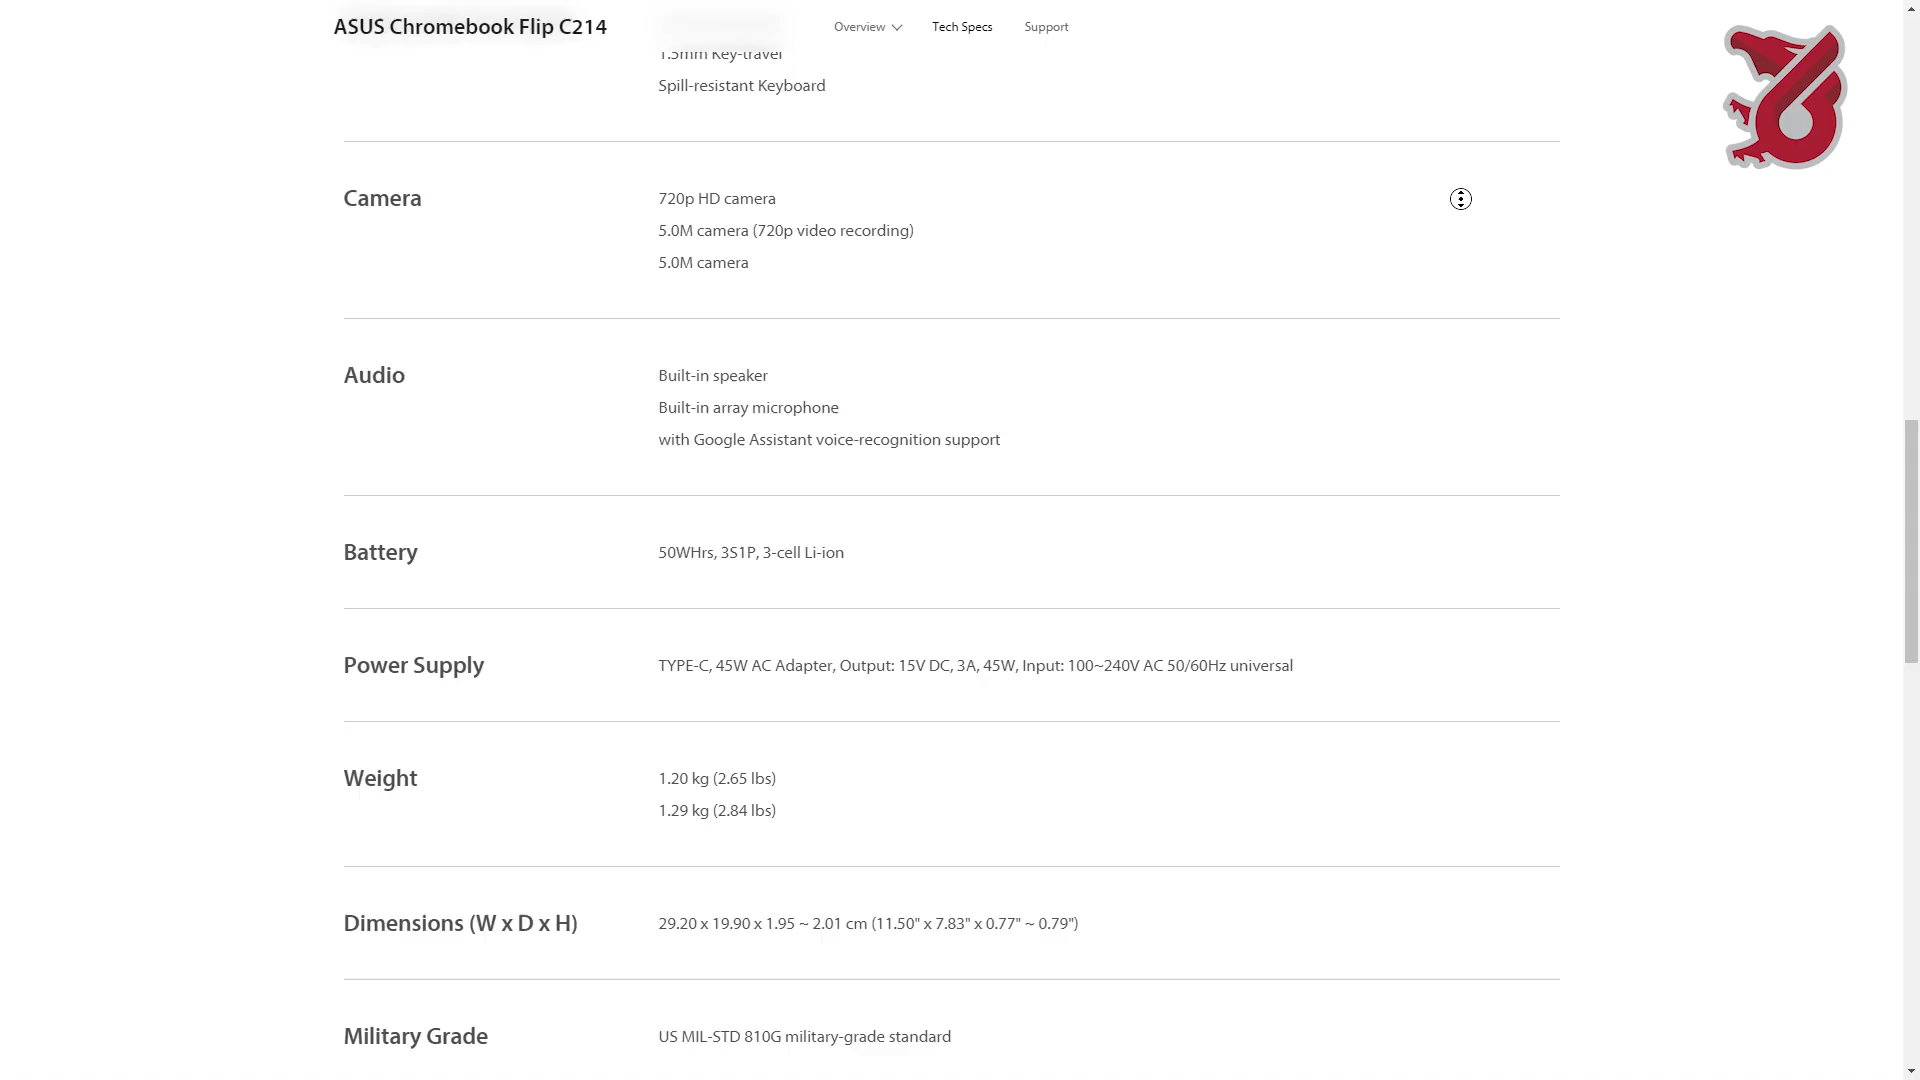 ASUS Chromebook Flip C214
Overview
Tech Specs
Support
1.5mm Key-travel
Spill-resistant Keyboard
Camera
720p HD camera
5.0M camera (720p video recording)
5.0M camera
Audio
Built-in speaker
Built-in array microphone
with Google Assistant voice-recognition support
Battery
50WHrs, 3S1P, 3-cell Li-ion
Power Supply
TYPE-C, 45W AC Adapter, Output: 15V DC, 3A, 45W, Input: 100~240V AC 50/60Hz universal
Weight
1.20 kg (2.65 lbs)
1.29 kg (2.84 lbs)
Dimensions (W x D x H)
29.20 x 19.90 x 1.95 ~ 2.01 cm (11.50" x 7.83" x 0.77" ~ 0.79")
Military Grade
US MIL-STD 810G military-grade standard